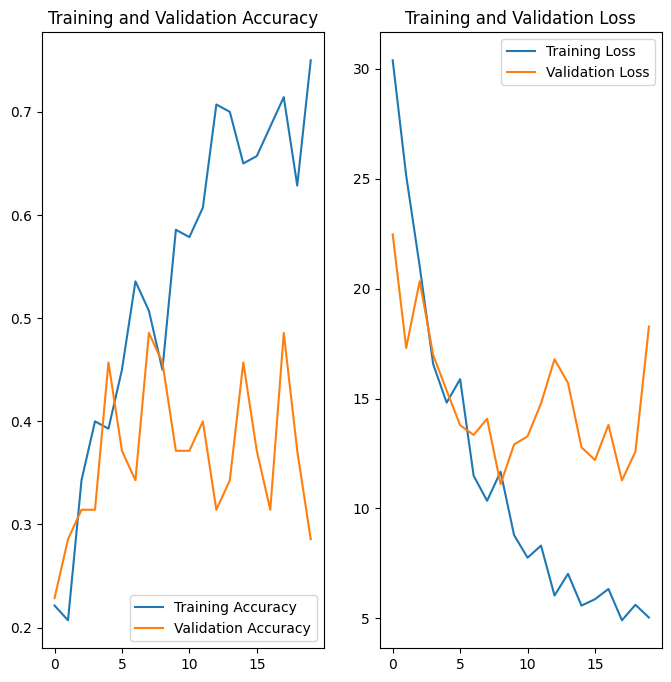 Training and Validation Accuracy
0.7
0.6
0.5
0.4
0.3
0.2
Training Accuracy
Validation Accuracy
0 5 10 15
Training and Validation Loss
Training Loss
Validation Loss
30
25
20
15
10
5
0 5 10 15